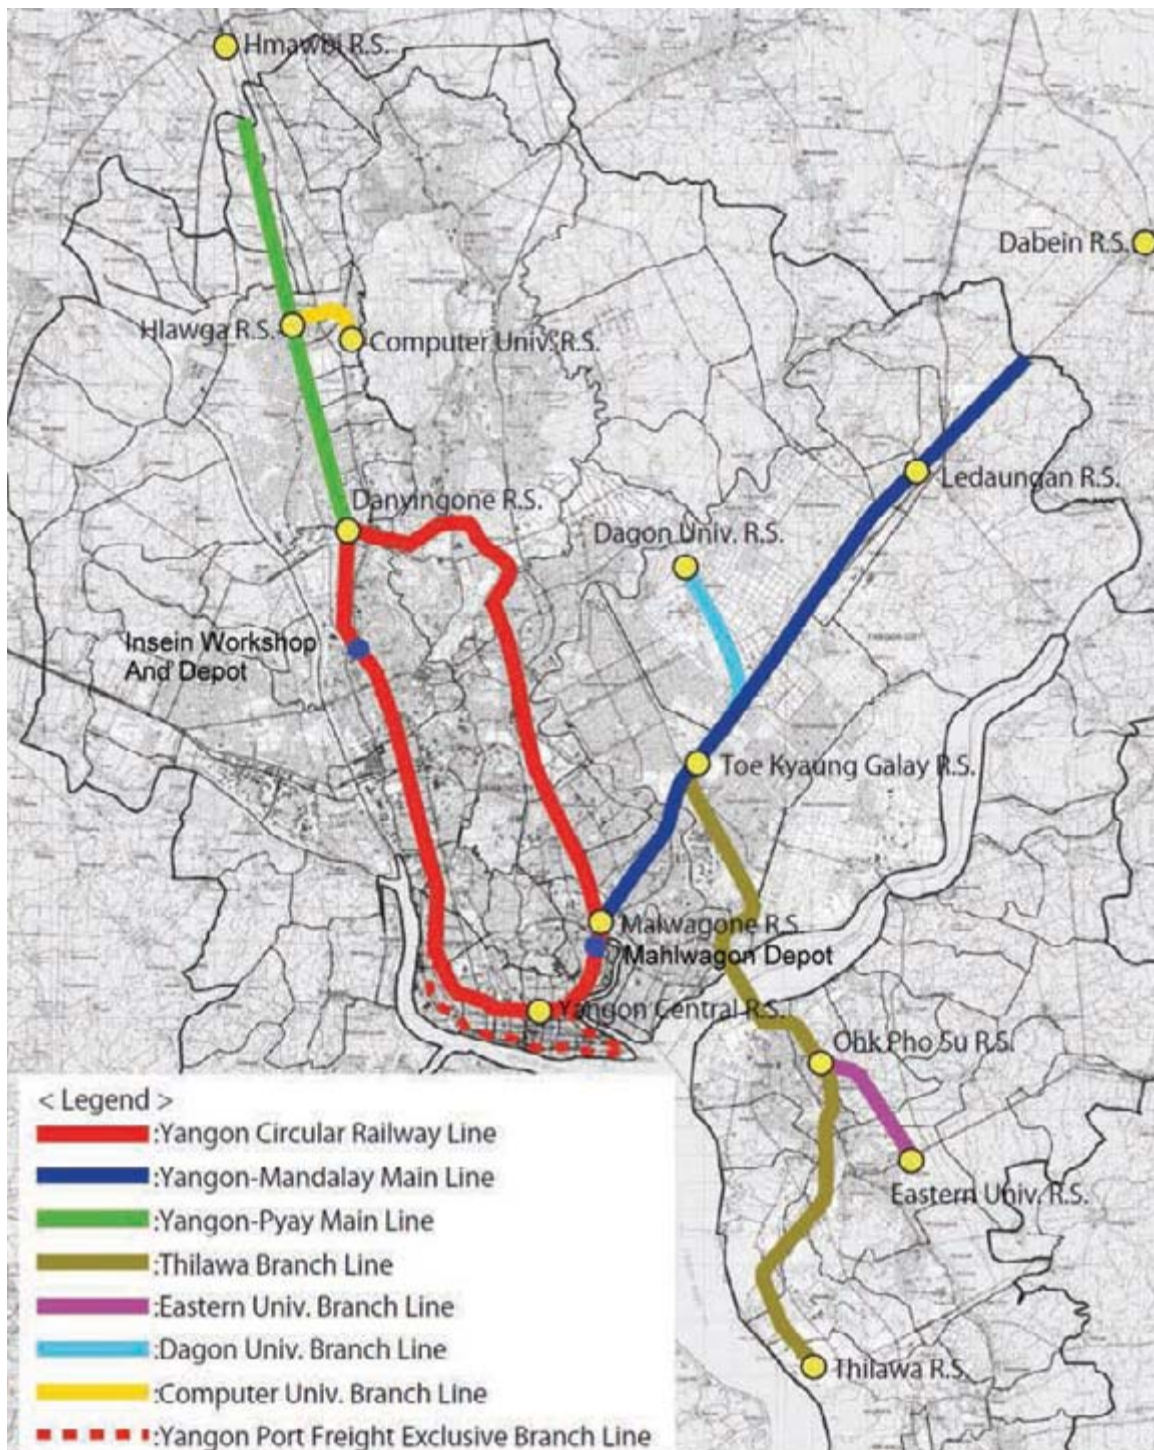 Hmawbi R.S.
Dabein R.S.
Hlawga R.S.
Computer Univ. R.S.
Ledaungan R.S.
Danyingone R.S.
Dagon Univ. R.S.
Insein Workshop
And Depot
Toe Kyaung Galay R.S.
Malwagone R.S.
Mahlwagon Depot
Yangon Central R.S.
Ohk Pho Su R.S.
Eastern Univ. R.S.
Thilawa R.S.
< Legend >
:Yangon Circular Railway Line
:Yangon-Mandalay Main Line
:Yangon-Pyay Main Line
:Thilawa Branch Line
:Eastern Univ. Branch Line
:Dagon Univ. Branch Line
:Computer Univ. Branch Line
:Yangon Port Freight Exclusive Branch Line